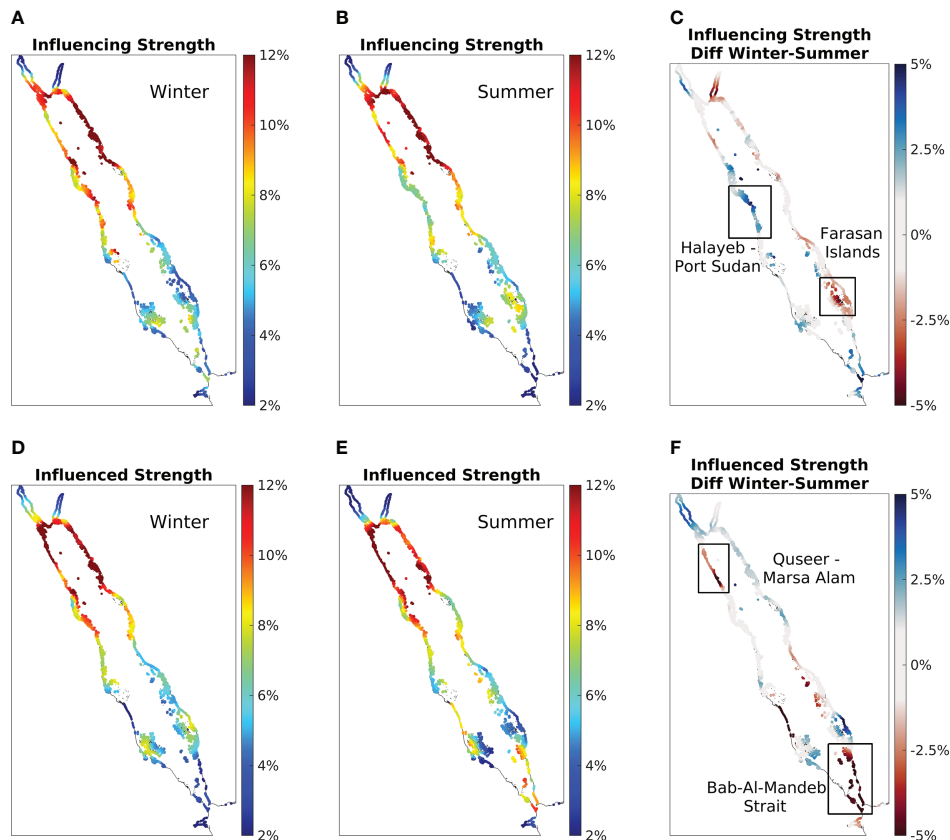 A
Influencing Strength
Winter
12%
10%
8%
6%
4%
2%
B
Influencing Strength
Summer
12%
10%
8%
6%
4%
2%
C
Influencing Strength
Diff Winter-Summer
Halayeb -
Port Sudan
Farasan
Islands
5%
2.5%
0%
-2.5%
-5%
D
Influenced Strength
Winter
12%
10%
8%
6%
4%
2%
E
Influenced Strength
Summer
12%
10%
8%
6%
4%
2%
F
Influenced Strength
Diff Winter-Summer
Quseer -
Marsa Alam
Bab-Al-Mandeb
Strait
5%
2.5%
0%
-2.5%
-5%